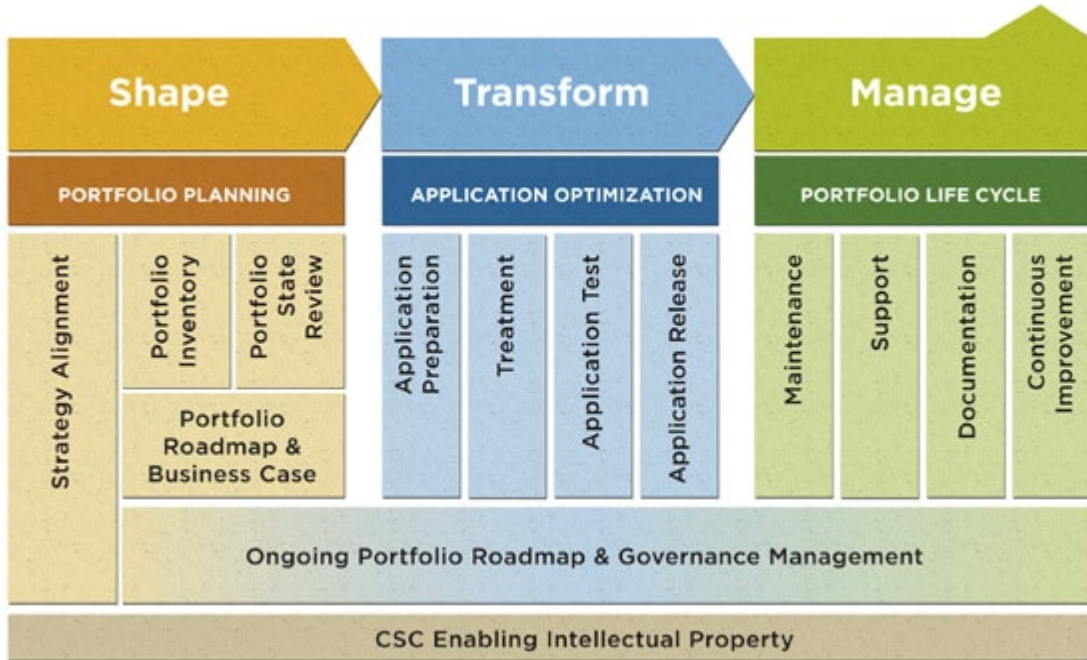 Shape
Transform
Manage
PORTFOLIO PLANNING
APPLICATION OPTIMIZATION
PORTFOLIO LIFE CYCLE
Strategy Alignment
Portfolio
Inventory
Portfolio
State
Review
Portfolio
Roadmap &
Business Case
Application
Preparation
Treatment
Application Test
Application Release
Maintenance
Support
Documentation
Continuous
Improvement
Ongoing Portfolio Roadmap & Governance Management
CSC Enabling Intellectual Property